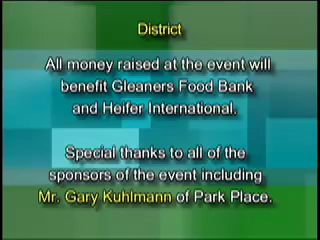 District
All money raised at the event will
benefit Gleaners Food Bank
and Heifer International.
Special thanks to all of the
sponsors of the event including
Mr. Gary Kuhlmann of Park Place.